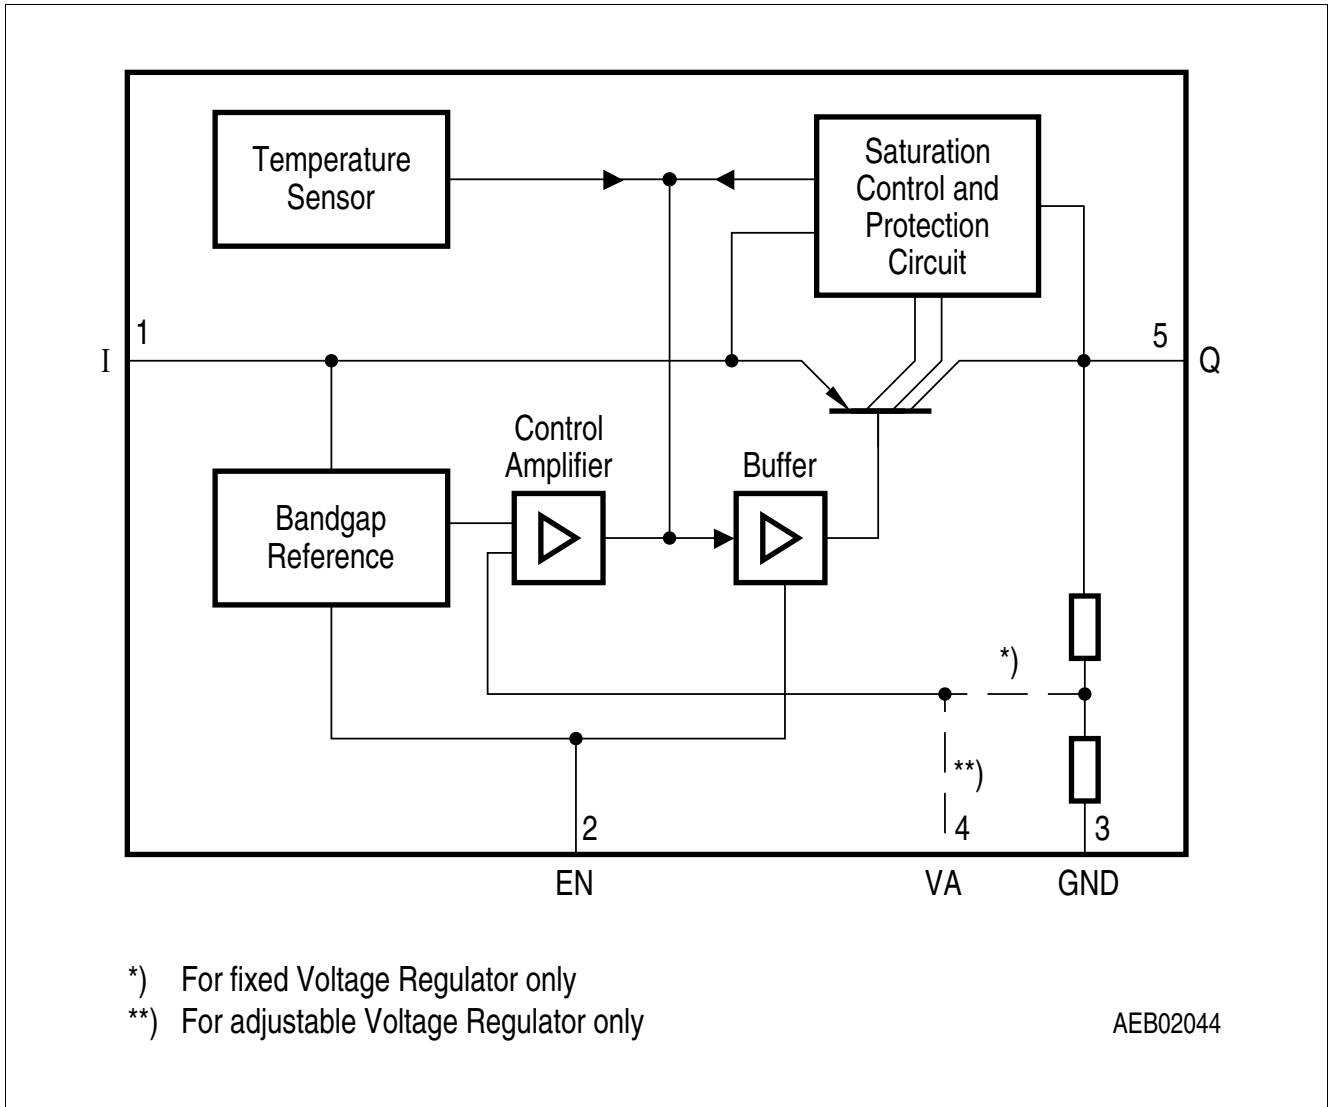 Temperature
Sensor
Saturation
Control and
Protection
Circuit
1
I
5
Q
Control
Amplifier
Buffer
Bandgap
Reference
*)
**)
2
4
3
EN
VA
GND
*) For fixed Voltage Regulator only
**) For adjustable Voltage Regulator only
AEB02044